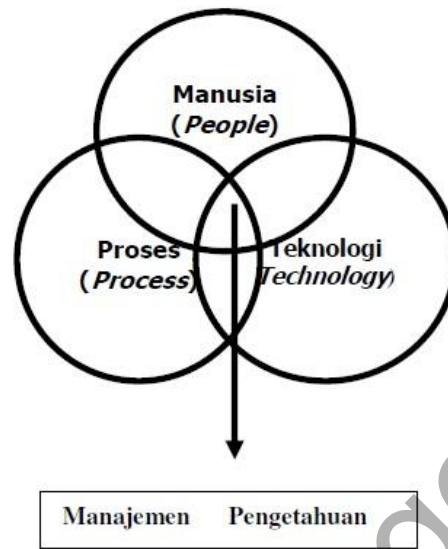 Manusia
(People)
Proses
(Process)
Teknologi
Technology)
Manajemen Pengetahuan